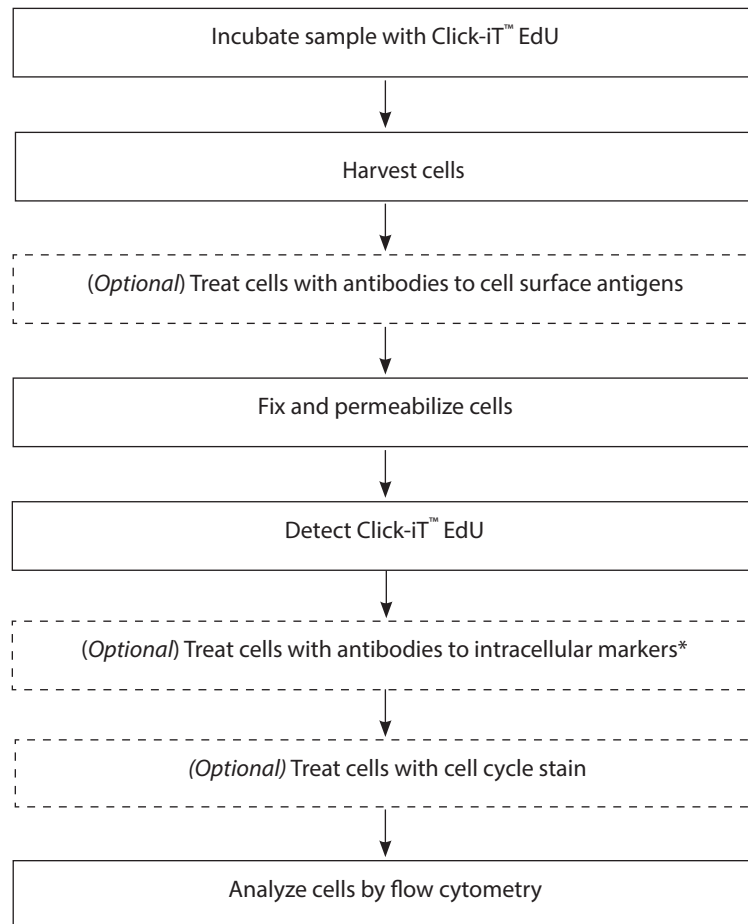 Incubate sample with Click-iT™ EdU
Harvest cells
(Optional) Treat cells with antibodies to cell surface antigens
Fix and permeabilize cells
Detect Click-iT™ EdU
(Optional) Treat cells with antibodies to intracellular markers*
(Optional) Treat cells with cell cycle stain
Analyze cells by flow cytometry